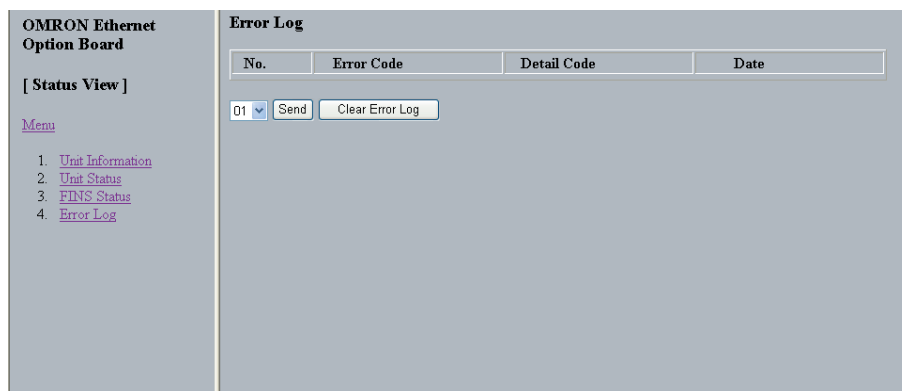 OMRON Ethernet
Option Board
[ Status View ]
Menu
1. Unit Information
2. Unit Status
3. FINS Status
4. Error Log
Error Log
No. Error Code Detail Code Date
01 Send Clear Error Log